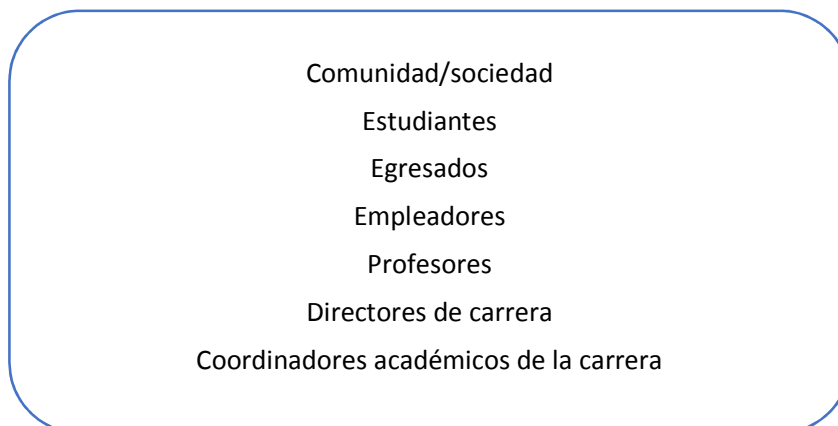 Comunidad/sociedad
Estudiantes
Egresados
Empleadores
Profesores
Directores de carrera
Coordinadores académicos de la carrera